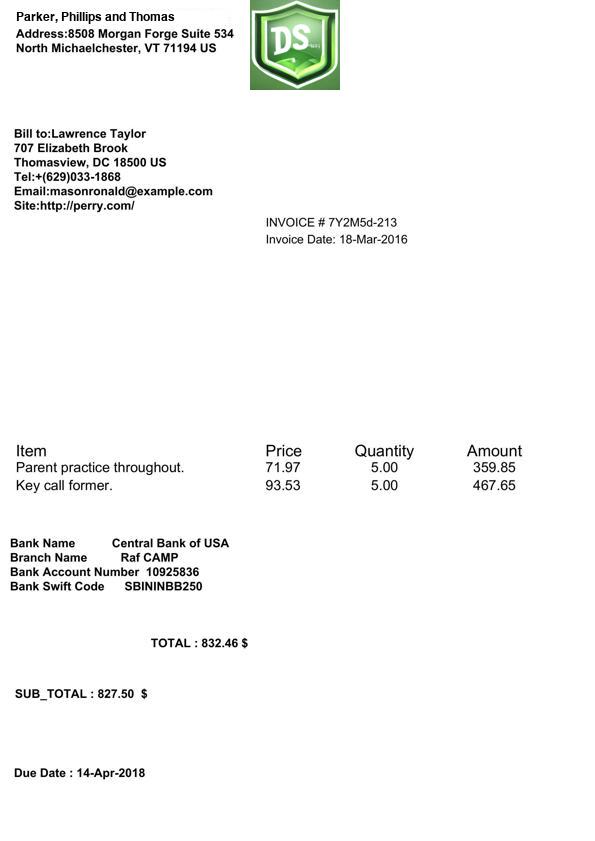 Parker, Phillips and Thomas
Address:8508 Morgan Forge Suite 534
North Michaelchester, VT 71194 US
DS
Bill to:Lawrence Taylor
707 Elizabeth Brook
Thomasview, DC 18500 US
Tel:+(629)033-1868
Email:masonronald@example.com
Site:http://perry.com/
INVOICE # 7Y2M5d-213
Invoice Date: 18-Mar-2016
Item Price Quantity Amount
Parent practice throughout. 71.97 5.00 359.85
Key call former. 93.53 5.00 467.65
Bank Name Central Bank of USA
Branch Name Raf CAMP
Bank Account Number 10925836
Bank Swift Code SBININBB250
TOTAL : 832.46 $
SUB_TOTAL : 827.50 $
Due Date : 14-Apr-2018